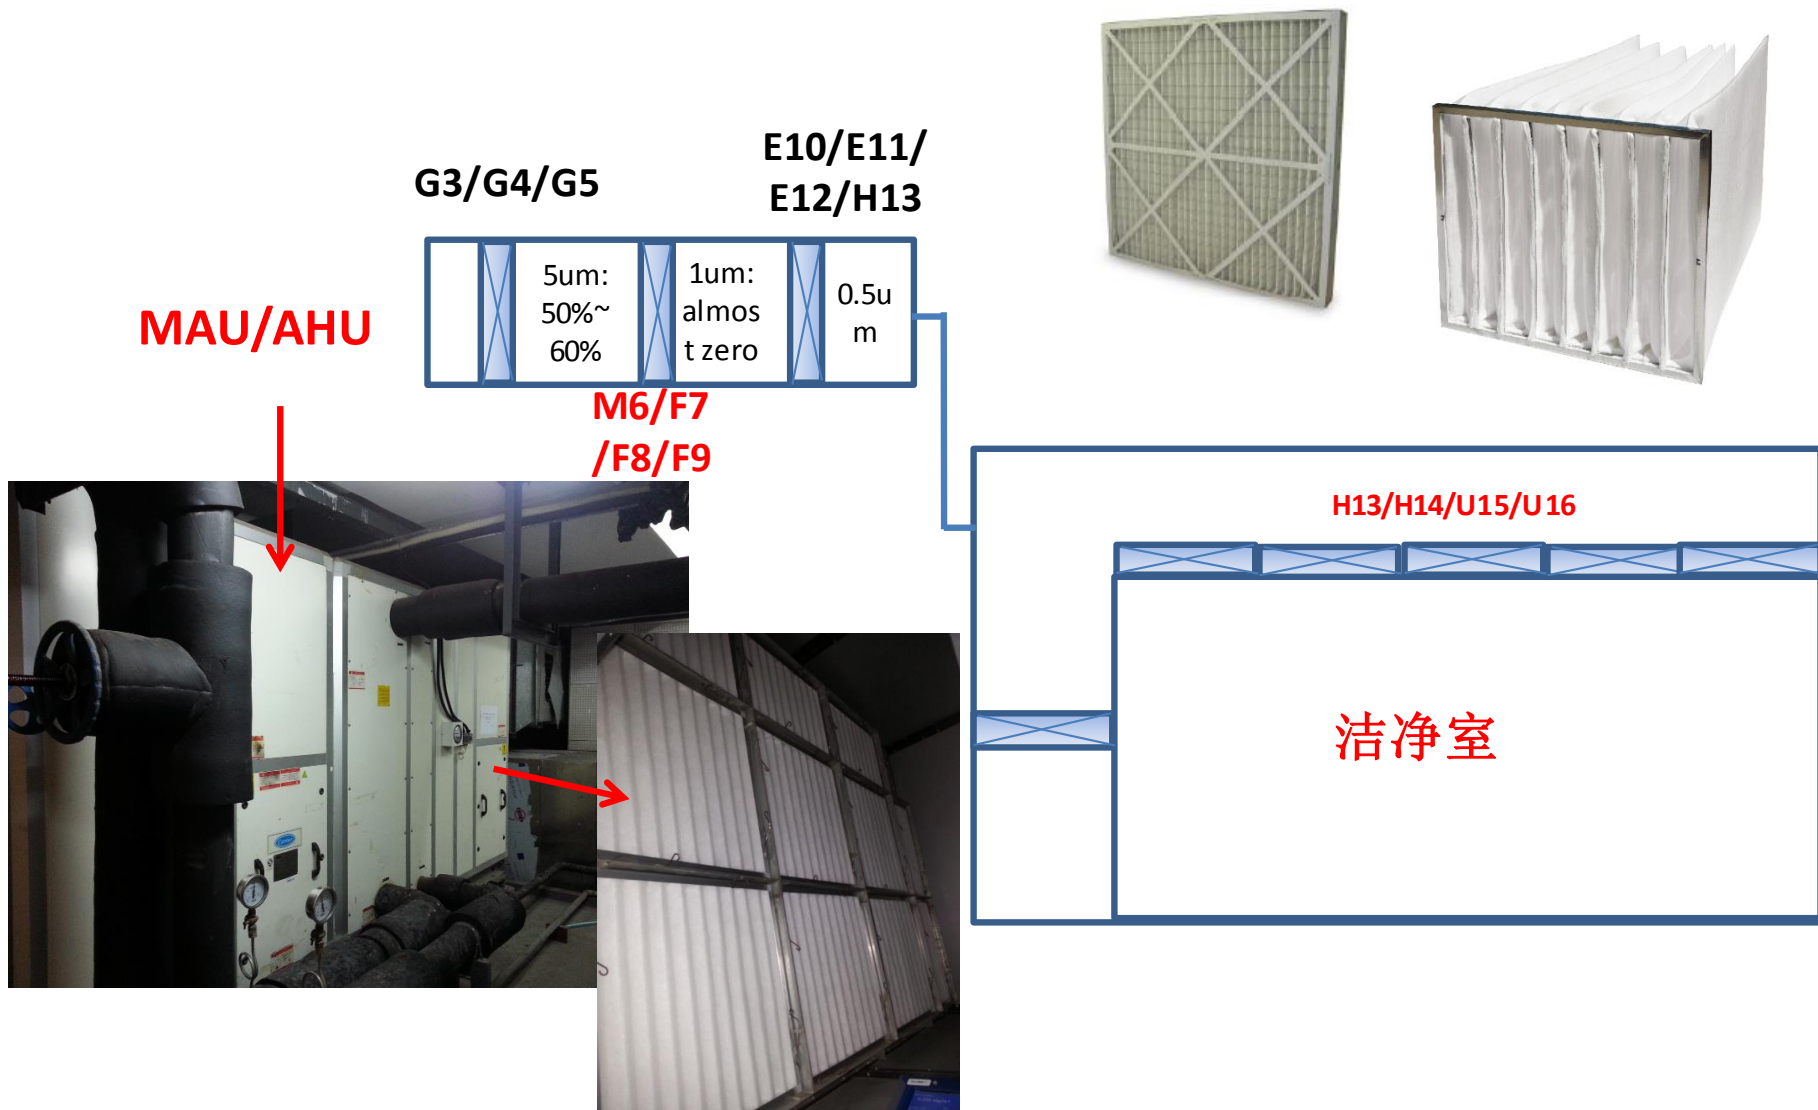 E10/E11/
E12/H13
G3/G4/G5
MAU/AHU
5um:
50%~
60%
1um:
almos
t zero
0.5u
m
M6/F7
/F8/F9
H13/H14/U15/U16
洁净室